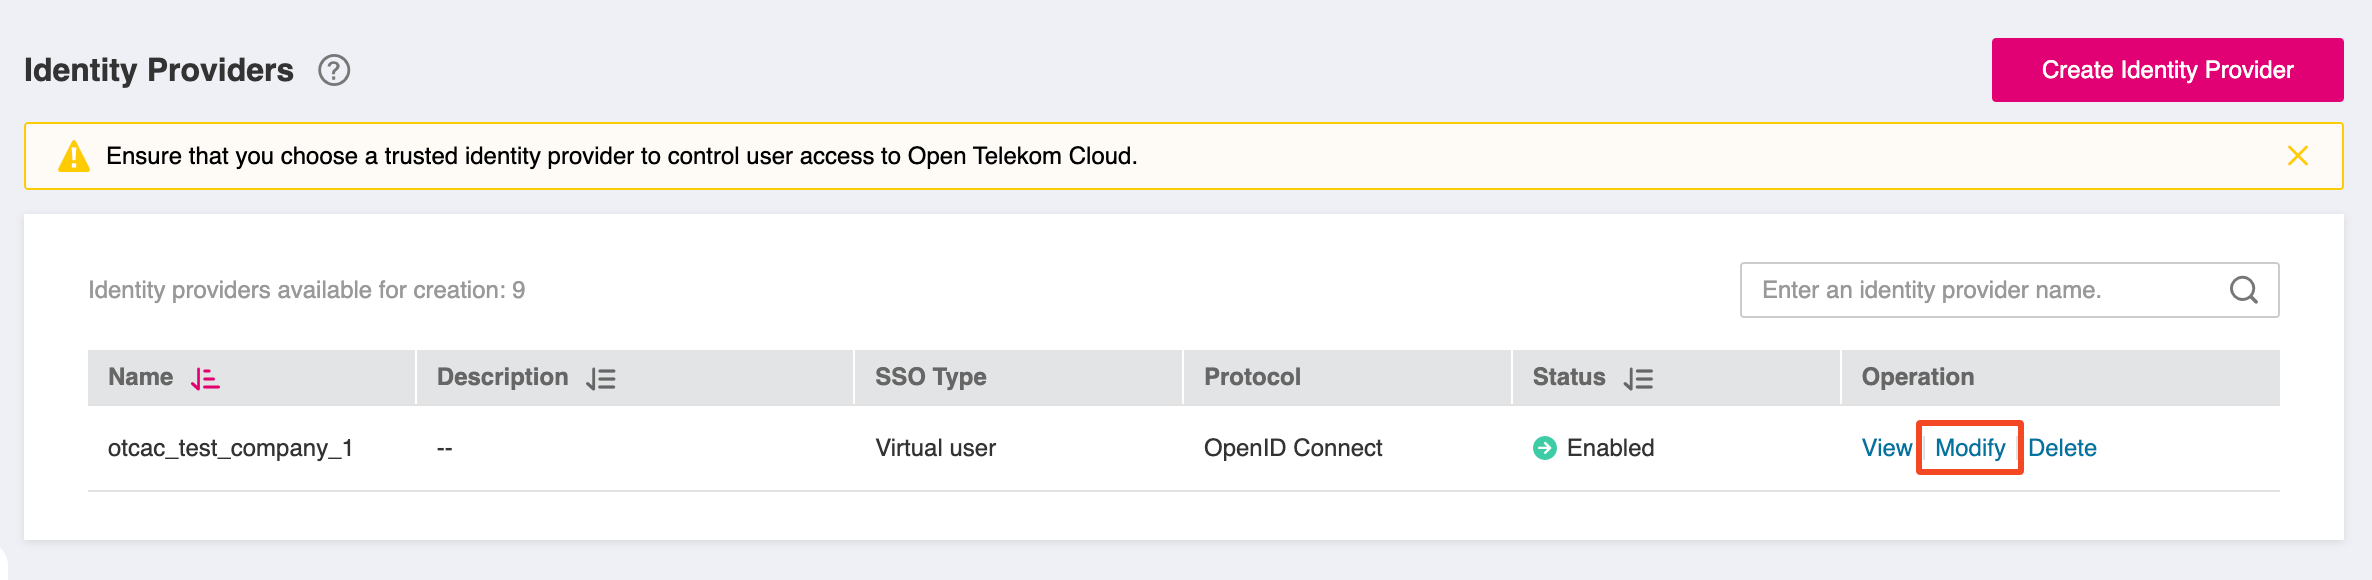 Identity Providers ?
Create Identity Provider
Ensure that you choose a trusted identity provider to control user access to Open Telekom Cloud.
Identity providers available for creation: 9
Enter an identity provider name.
Name Description SSO Type Protocol Status Operation
otcac_test_company_1 -- Virtual user OpenID Connect Enabled View Modify Delete